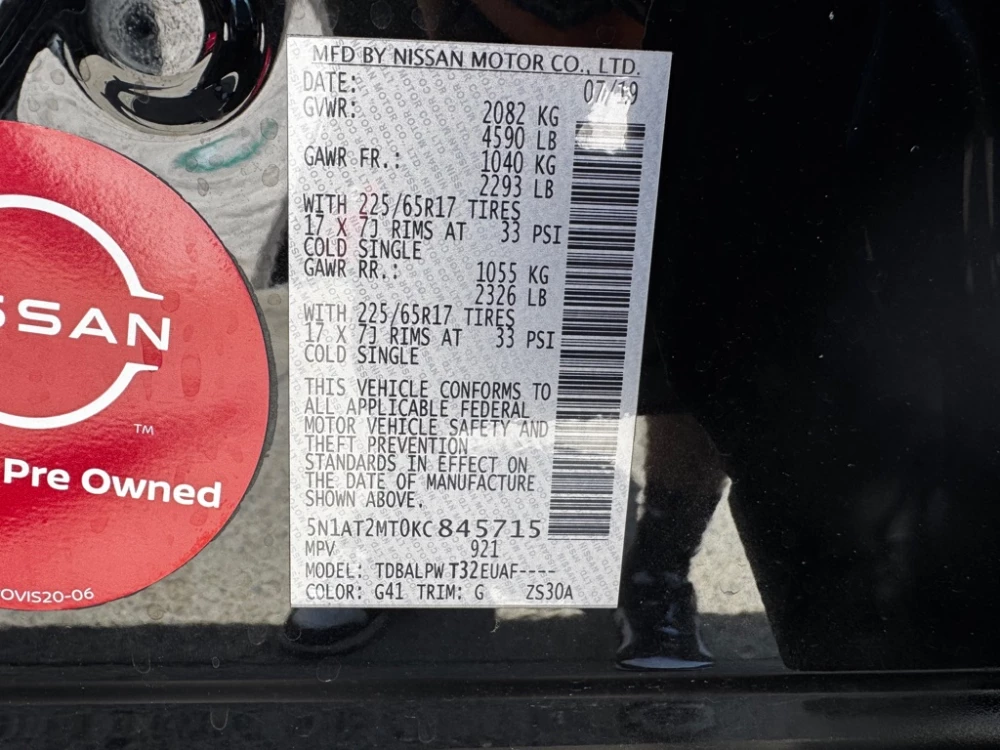 MFD BY NISSAN MOTOR CO., LTD.
DATE: 07/19
GVWR: 2082 KG
4590 LB
GAWR FR.: 1040 KG
2293 LB
WITH 225/65R17 TIRES
17 X 7J RIMS AT 33 PSI
COLD SINGLE
GAWR RR.: 1055 KG
2326 LB
WITH 225/65R17 TIRES
17 X 7J RIMS AT 33 PSI
COLD SINGLE
THIS VEHICLE CONFORMS TO
ALL APPLICABLE FEDERAL
MOTOR VEHICLE SAFETY AND
THEFT PREVENTION
STANDARDS IN EFFECT ON
THE DATE OF MANUFACTURE
SHOWN ABOVE.
5N1AT2MT0KC845715
MPV 921
MODEL: TDBALPW T32EUAF----
COLOR: G41 TRIM: G ZS30A
SSAN
TM
Pre Owned
OVIS20-06